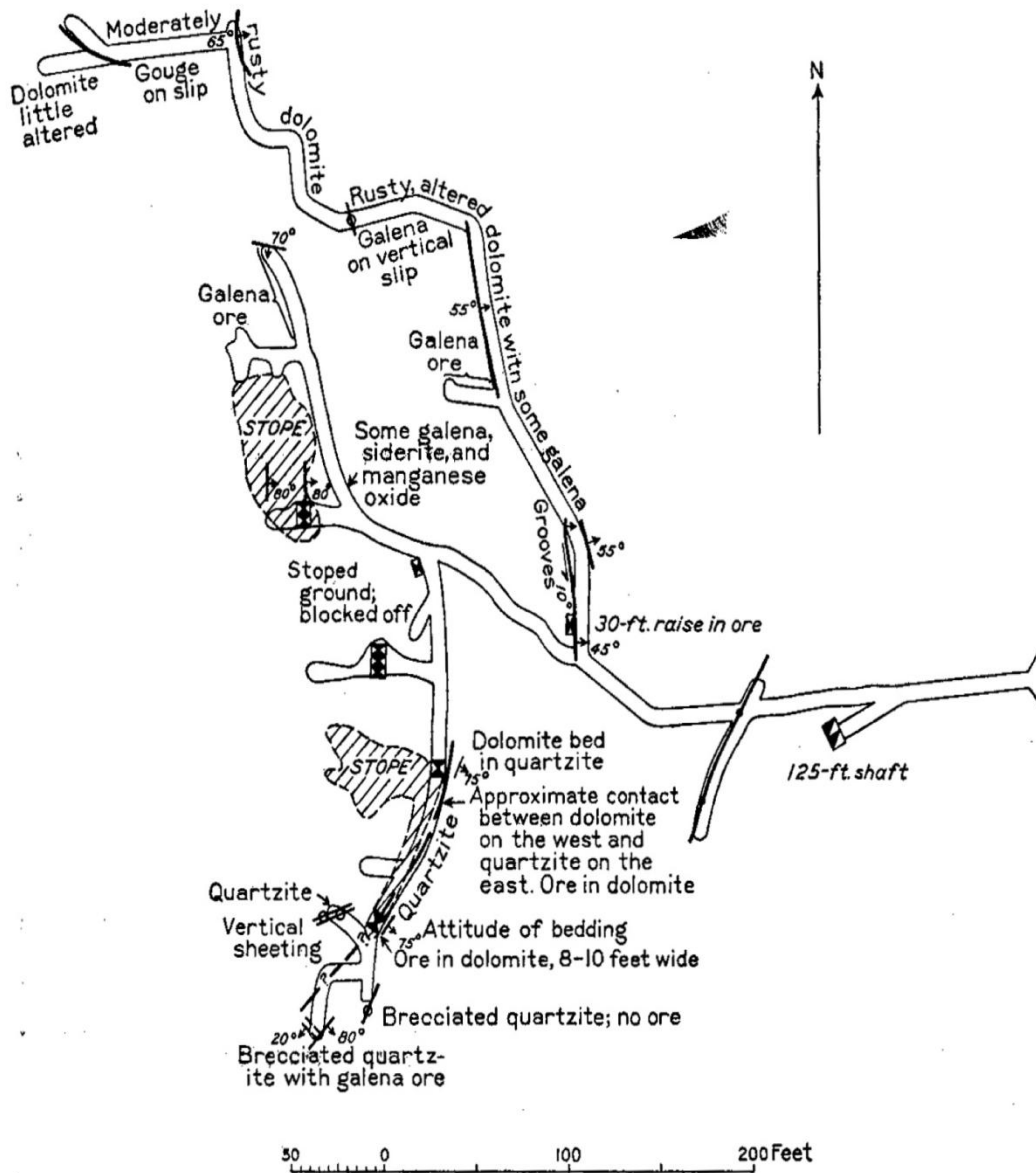 Moderately
rusty
65°
Dolomite
little
altered
Gouge
on slip
dolomite
N
Rusty, altered dolomite with some galena
Galena
on vertical
slip
70°
Galena
ore
55°
Galena
ore
STOPE
80°
80°
Some galena,
siderite, and
manganese
oxide
Grooves
10°
55°
Stoped
ground;
blocked off
30-ft. raise in ore
45°
125-ft. shaft
STOPE
Dolomite bed
in quartzite
75°
Approximate contact
between dolomite
on the west and
quartzite on the
east. Ore in dolomite
Quartzite
Quartzite
Vertical
sheeting
?
75°
Attitude of bedding
Ore in dolomite, 8-10 feet wide
?
Brecciated quartzite; no ore
20°
80°
Brecciated quartz-
ite with galena ore
50 0 100 200 Feet